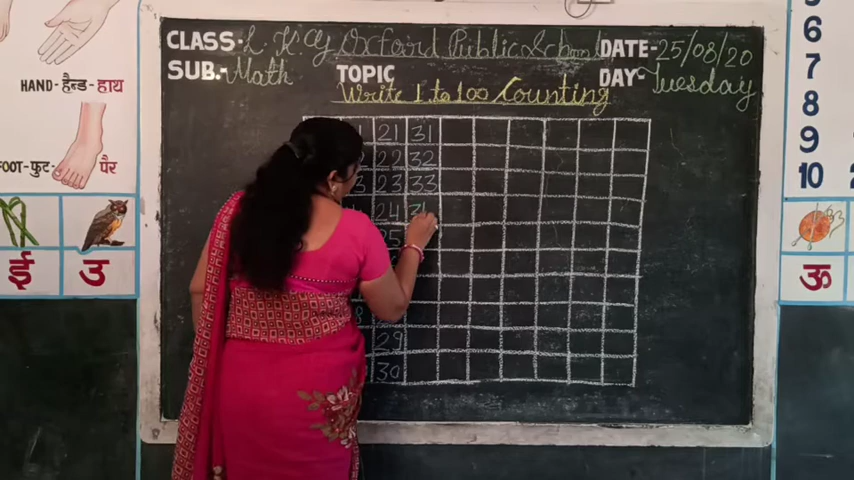 CLASS:- L.K.G Oxford Public School DATE:- 25/08/20
SUB.:- Math TOPIC DAY:- Tuesday
Write 1 to 100 Counting
21 31
22 32
23 33
24
25
29
30
HAND-हैन्ड-हाथ
FOOT-फुट-पैर
ई उ
6
7
8
9
10
अः